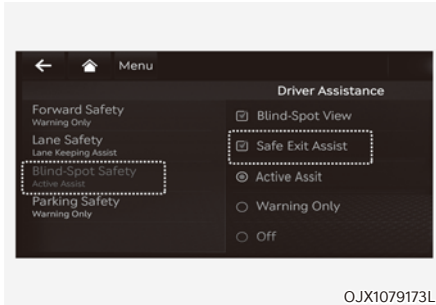 Menu
Driver Assistance
Forward Safety
Warning Only
Lane Safety
Lane Keeping Assist
Blind-Spot Safety
Active Assist
Parking Safety
Warning Only
Blind-Spot View
Safe Exit Assist
Active Assit
Warning Only
Off
OJX1079173L